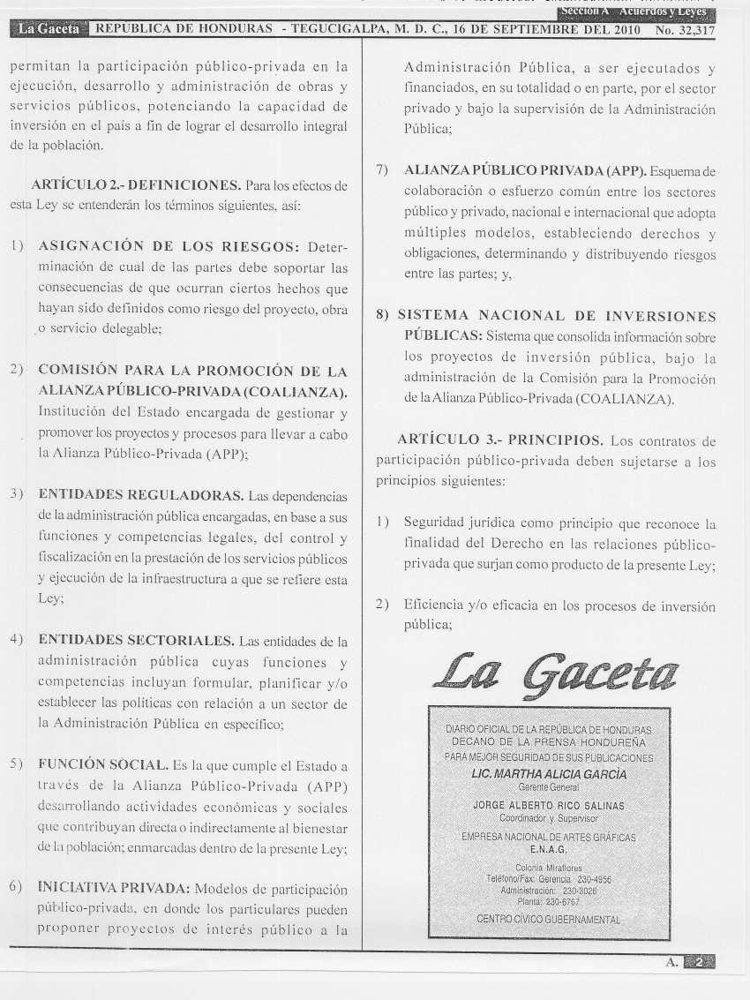 Sección A Acuerdos y Leyes
La Gaceta REPÚBLICA DE HONDURAS - TEGUCIGALPA, M. D. C., 16 DE SEPTIEMBRE DEL 2010 No. 32,317
permitan la participación público-privada en la
ejecución, desarrollo y administración de obras y
servicios públicos, potenciando la capacidad de
inversión en el país a fin de lograr el desarrollo integral
de la población.
ARTÍCULO 2.- DEFINICIONES. Para los efectos de
esta Ley se entenderán los términos siguientes, así:
1) ASIGNACIÓN DE LOS RIESGOS: Deter-
minación de cual de las partes debe soportar las
consecuencias de que ocurran ciertos hechos que
hayan sido definidos como riesgo del proyecto, obra
o servicio delegable;
2) COMISIÓN PARA LA PROMOCIÓN DE LA
ALIANZA PÚBLICO-PRIVADA (COALIANZA).
Institución del Estado encargada de gestionar y
promover los proyectos y procesos para llevar a cabo
la Alianza Público-Privada (APP);
3) ENTIDADES REGULADORAS. Las dependencias
de la administración pública encargadas, en base a sus
funciones y competencias legales, del control y
fiscalización en la prestación de los servicios públicos
y ejecución de la infraestructura a que se refiere esta
Ley;
4) ENTIDADES SECTORIALES. Las entidades de la
administración pública cuyas funciones y
competencias incluyan formular, planificar y/o
establecer las políticas con relación a un sector de
la Administración Pública en específico;
5) FUNCIÓN SOCIAL. Es la que cumple el Estado a
través de la Alianza Público-Privada (APP)
desarrollando actividades económicas y sociales
que contribuyan directa o indirectamente al bienestar
de la población; enmarcadas dentro de la presente Ley;
6) INICIATIVA PRIVADA: Modelos de participación
público-privada, en donde los particulares pueden
proponer proyectos de interés público a la
Administración Pública, a ser ejecutados y
financiados, en su totalidad o en parte, por el sector
privado y bajo la supervisión de la Administración
Pública;
7) ALIANZA PÚBLICO PRIVADA (APP). Esquema de
colaboración o esfuerzo común entre los sectores
público y privado, nacional e internacional que adopta
múltiples modelos, estableciendo derechos y
obligaciones, determinando y distribuyendo riesgos
entre las partes; y,
8) SISTEMA NACIONAL DE INVERSIONES
PÚBLICAS: Sistema que consolida información sobre
los proyectos de inversión pública, bajo la
administración de la Comisión para la Promoción
de la Alianza Público-Privada (COALIANZA).
ARTÍCULO 3.- PRINCIPIOS. Los contratos de
participación público-privada deben sujetarse a los
principios siguientes:
1) Seguridad jurídica como principio que reconoce la
finalidad del Derecho en las relaciones público-
privada que surjan como producto de la presente Ley;
2) Eficiencia y/o eficacia en los procesos de inversión
pública;
La Gaceta
DIARIO OFICIAL DE LA REPÚBLICA DE HONDURAS
DECANO DE LA PRENSA HONDUREÑA
PARA MEJOR SEGURIDAD DE SUS PUBLICACIONES
LIC. MARTHA ALICIA GARCÌA
Gerente General
JORGE ALBERTO RICO SALINAS
Coordinador y Supervisor
EMPRESA NACIONAL DE ARTES GRÁFICAS
E.N.A.G.
Colonia Miraflores
Teléfono/Fax: Gerencia 230-4956
Administración: 230-3026
Planta: 230-6767
CENTRO CÍVICO GUBERNAMENTAL
A. 2